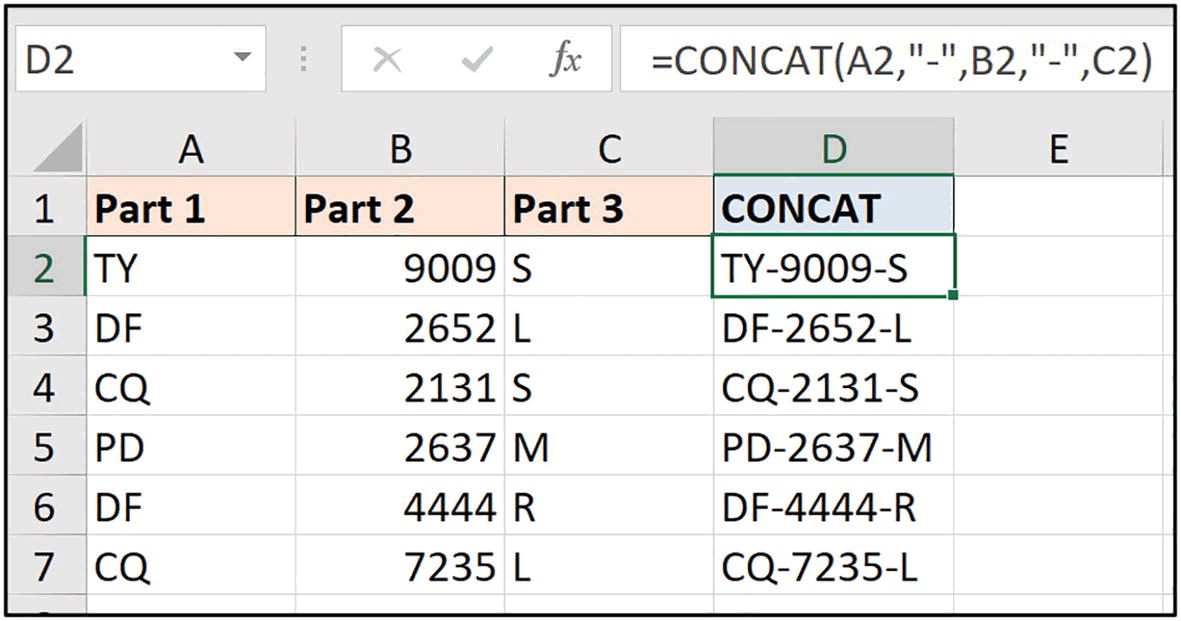 D2 fx =CONCAT(A2,"-",B2,"-",C2)
A B C D E
1 Part 1 Part 2 Part 3 CONCAT
2 TY 9009 S TY-9009-S
3 DF 2652 L DF-2652-L
4 CQ 2131 S CQ-2131-S
5 PD 2637 M PD-2637-M
6 DF 4444 R DF-4444-R
7 CQ 7235 L CQ-7235-L